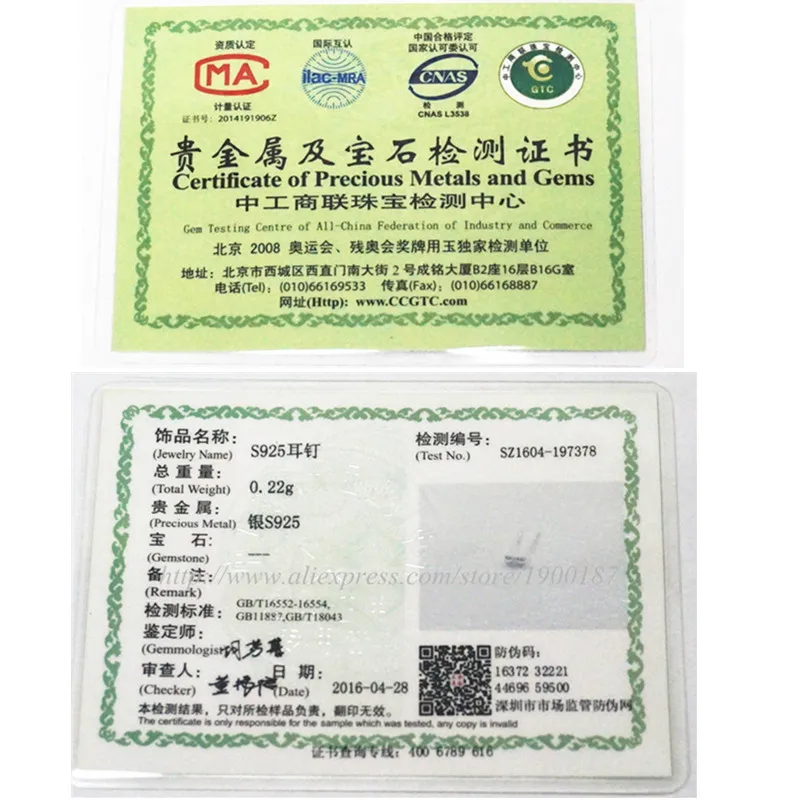 资质认定
MA
计量认证
证书号: 2014191906Z
国际互认
ilac-MRA
中国合格评定
国家认可委认可
CNAS
检 测
CNAS L3538
中工商联珠宝检测中心
GTC
贵金属及宝石检测证书
Certificate of Precious Metals and Gems
中工商联珠宝检测中心
Gem Testing Centre of All-China Federation of Industry and Commerce
北京 2008 奥运会、残奥会奖牌用玉独家检测单位
地址: 北京市西城区西直门南大街2号成铭大厦B2座16层B16G室
电话(Tel): (010)66169533 传真(Fax): (010)66168887
网址(Http): www.CCGTC.com
饰品名称: S925耳钉
(Jewelry Name)
总 重 量: 0.22g
(Total Weight)
贵 金 属: 银S925
(Precious Metal)
宝 石: ——
(Gemstone)
备 注:
(Remark)
检测标准: GB/T16552-16554,
GB11887,GB/T18043
鉴定师:
(Gemmologist)
审查人:
(Checker)
日 期: 2016-04-28
(Date)
检测编号: SZ1604-197378
(Test No.)
www.aliexpress.com/store/1900187
防伪码:
16372 32221
44696 59500
深圳市市场监管防伪网
本检测结果,只对所检样品负责,翻印无效。
The certificate is only responsible for the sample which was tested, any copy is invalid
证书查询专线: 400 6789 616